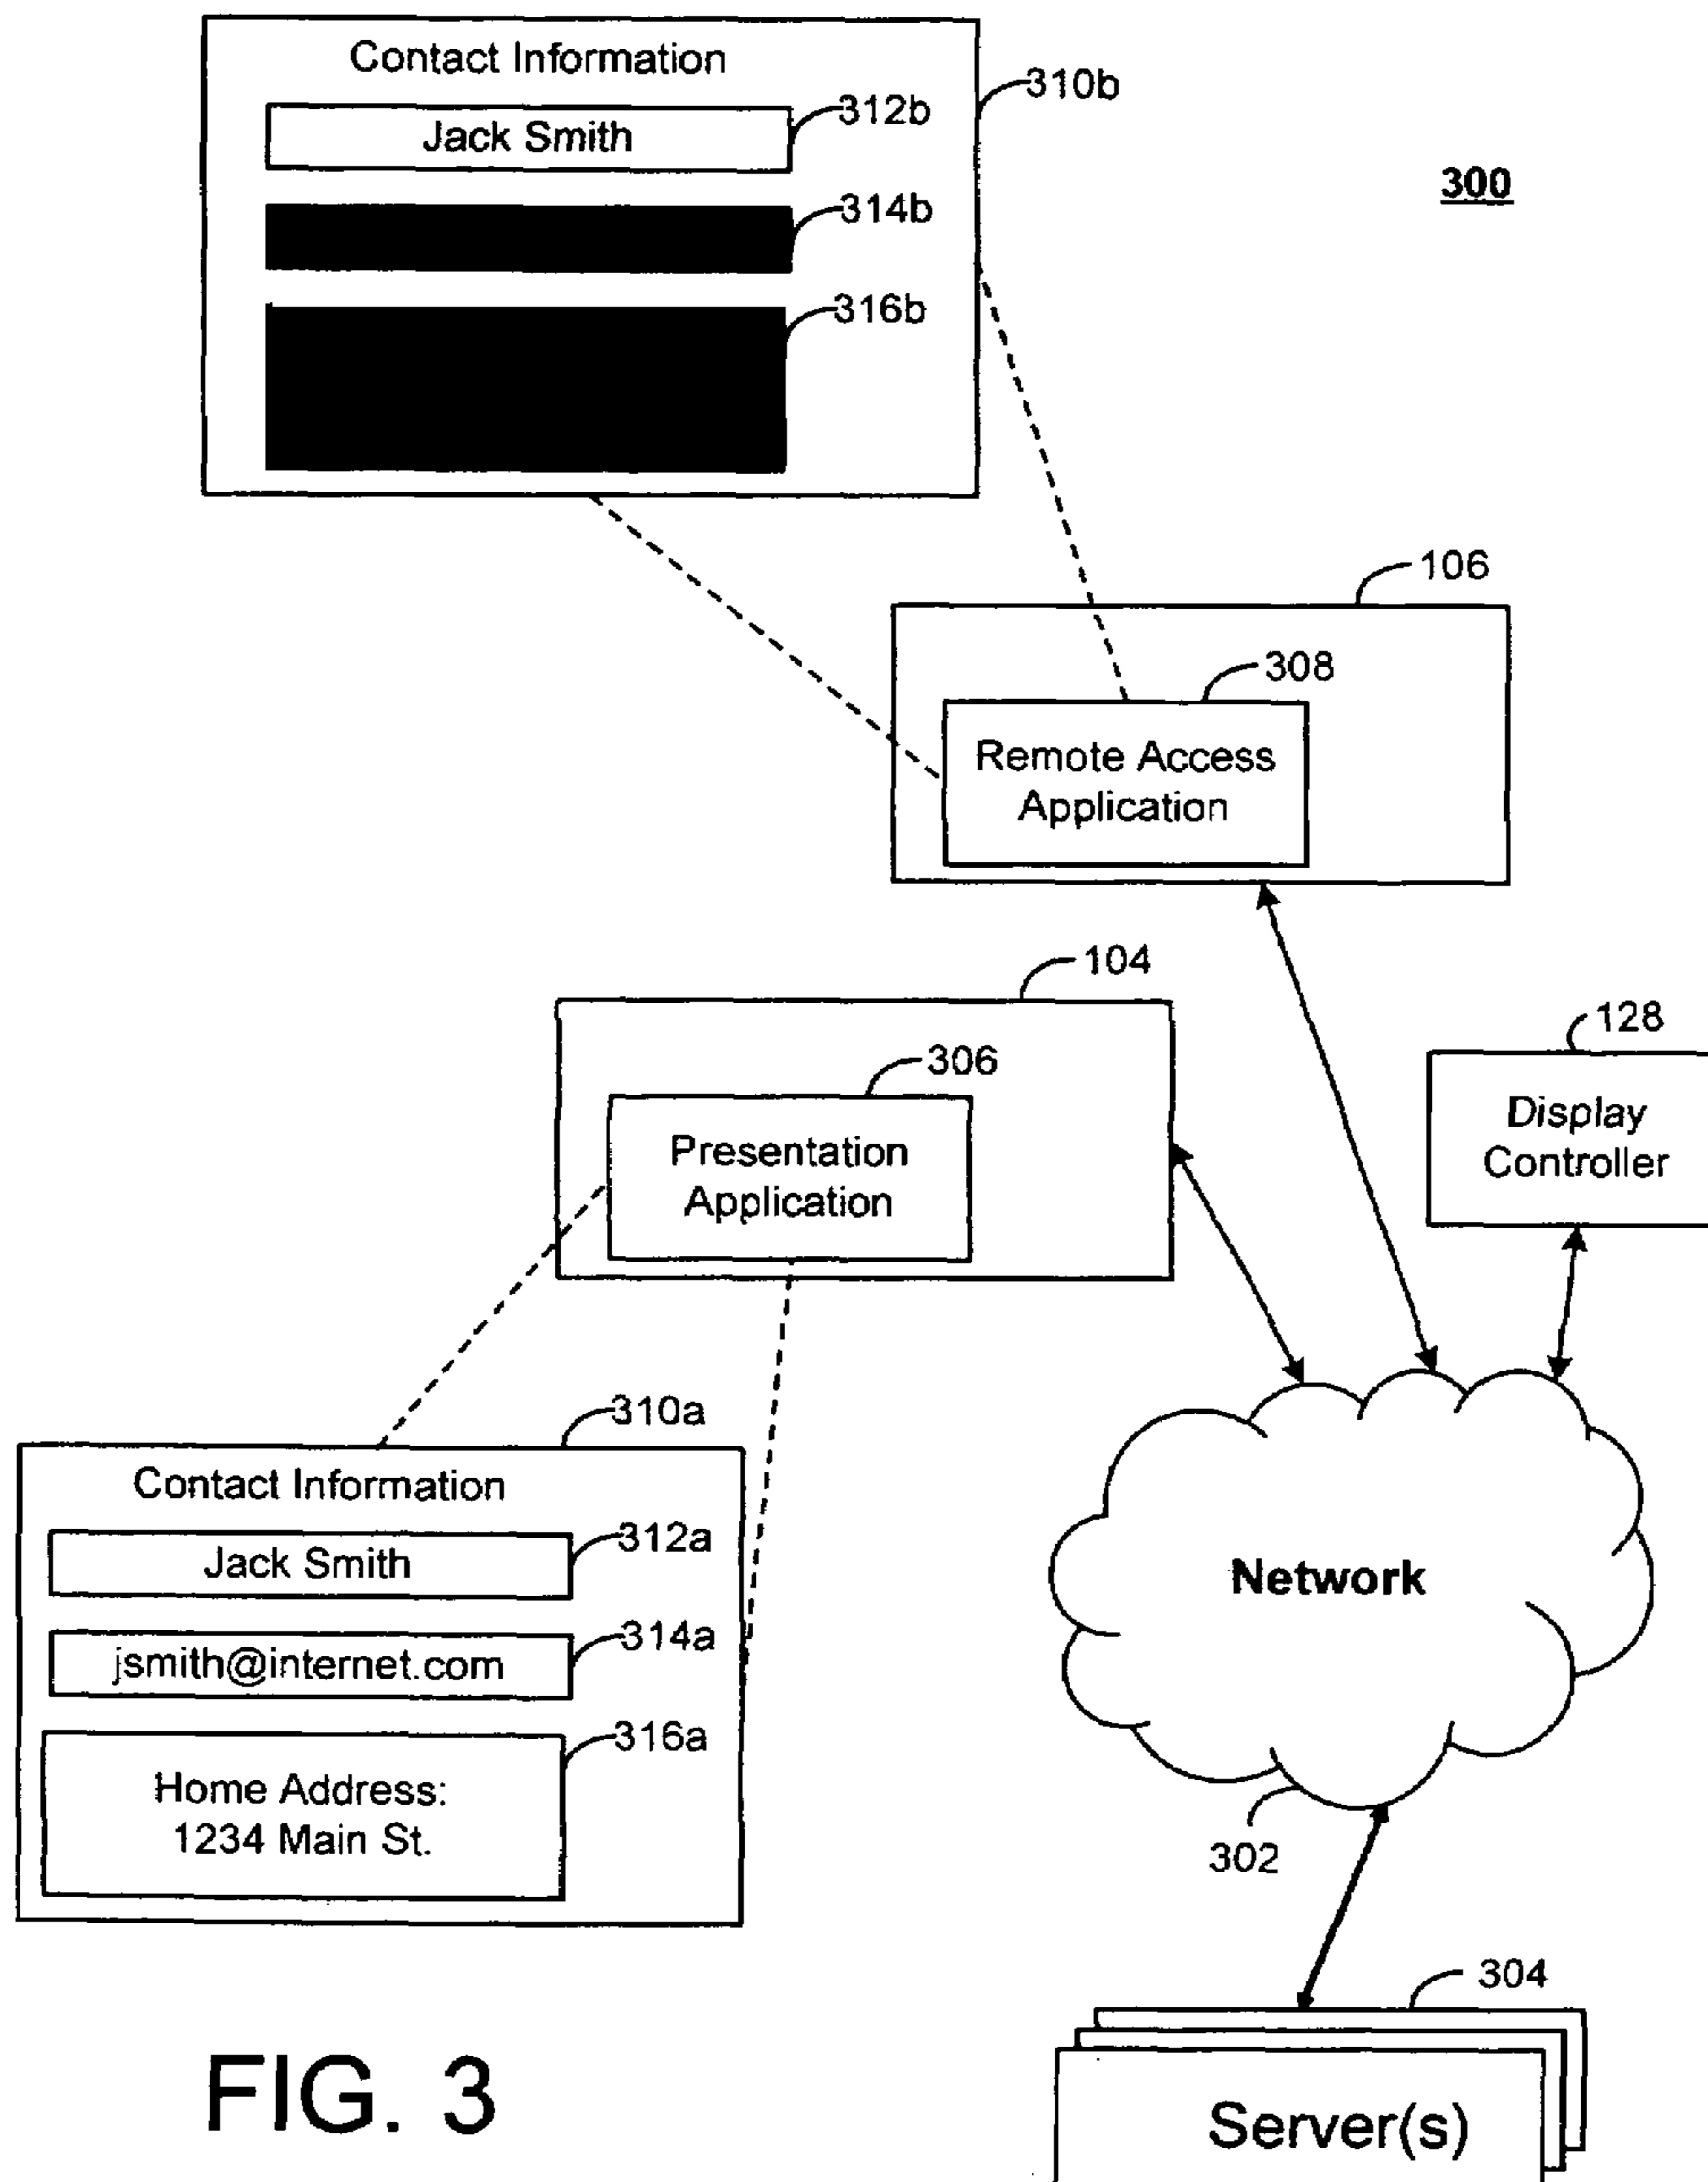 Contact Information
310b
Jack Smith
312b
300
314b
316b
106
308
Remote Access
Application
104
128
306
Display
Controller
Presentation
Application
310a
Contact Information
312a
Jack Smith
Network
314a
jsmith@internet.com
316a
Home Address:
1234 Main St.
302
304
FIG. 3
Server(s)